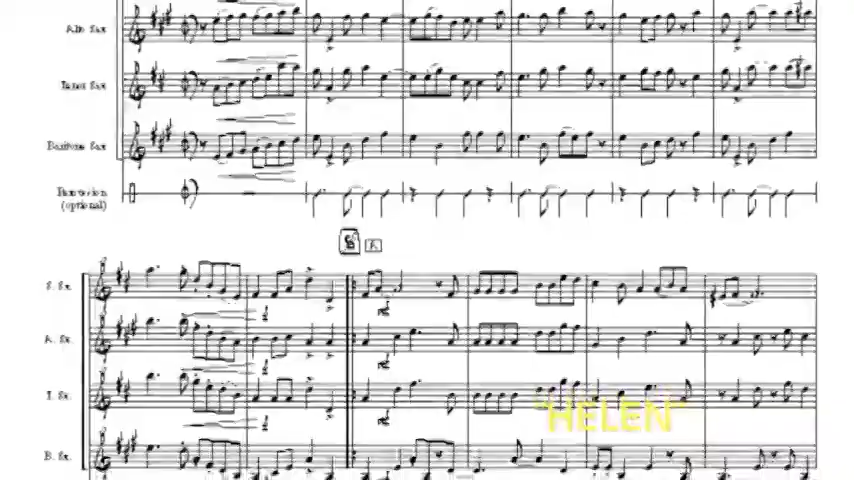 Alto Sax
Tenor Sax
Baritone Sax
Percussion
(optional)
A
S. Sx.
A. Sx.
T. Sx.
B. Sx.
"HELEN"